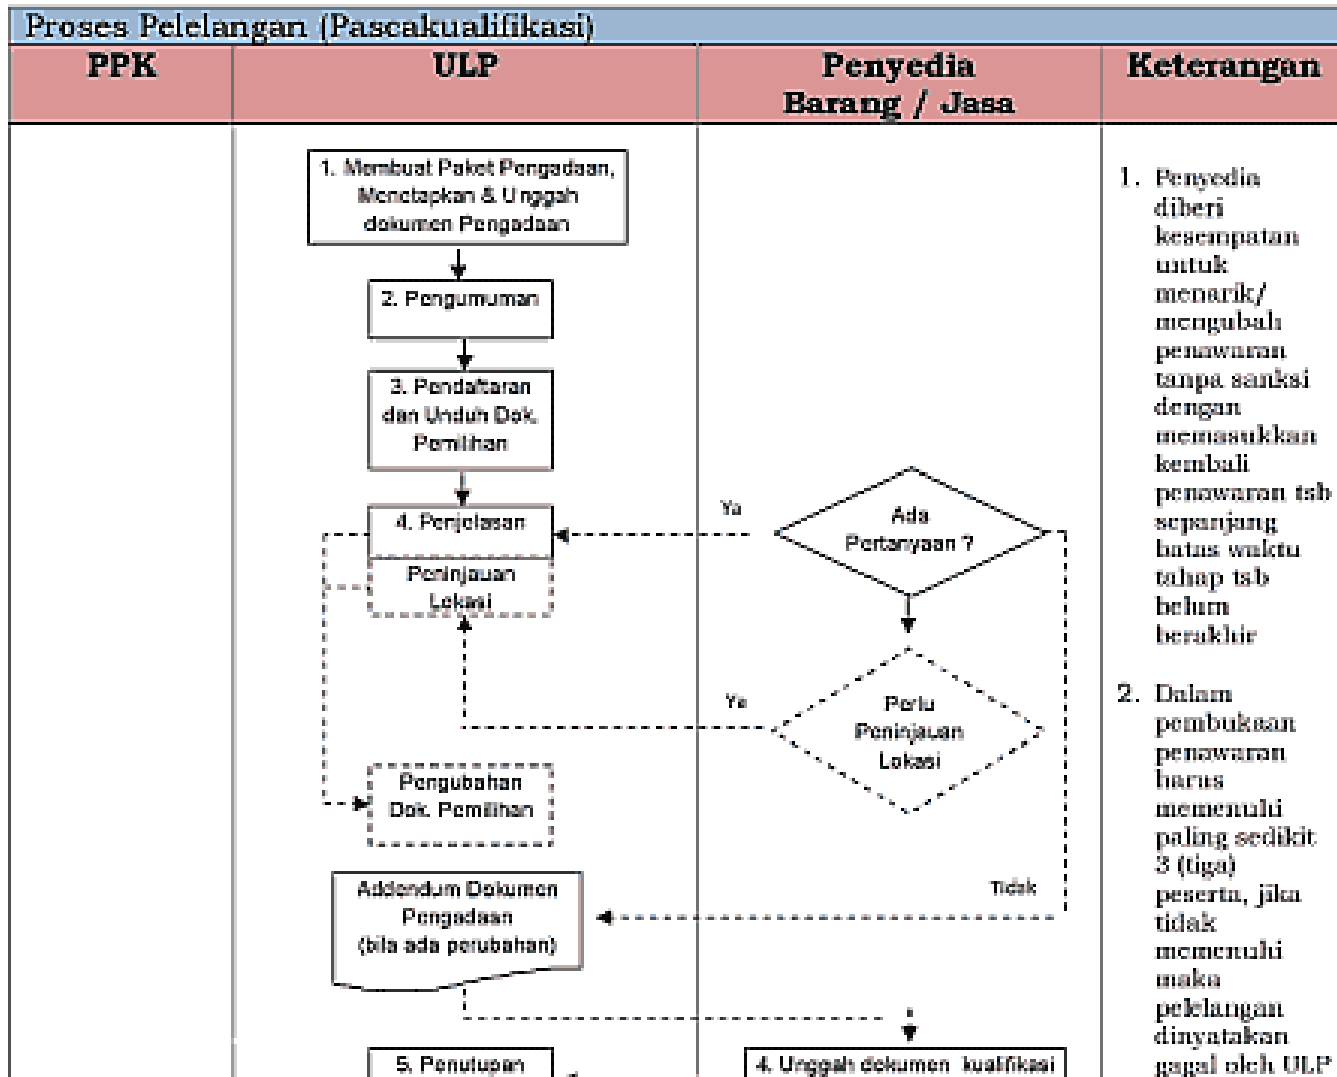 Proses Pelelangan (Pascakualifikasi)
PPK
ULP
Penyedia
Barang / Jasa
Keterangan
1. Membuat Paket Pengadaan,
Menetapkan & Unggah
dokumen Pengadaan
2. Pengumuman
3. Pendaftaran
dan Unduh Dok.
Pemilihan
4. Penjelasan
Peninjauan
Lokasi
Ya
Ada
Pertanyaan ?
Ya
Perlu
Peninjauan
Lokasi
Pengubahan
Dok. Pemilihan
Tidak
Addendum Dokumen
Pengadaan
(bila ada perubahan)
5. Penutupan
4. Unggah dokumen kualifikasi
1. Penyedia
diberi
kesempatan
untuk
menarik/
mengubah
penawaran
tanpa sanksi
dengan
memasukkan
kembali
penawaran tsb
sepanjang
batas waktu
tahap tsb
belum
berakhir
2. Dalam
pembukaan
penawaran
harus
memenuhi
paling sedikit
3 (tiga)
peserta, jika
tidak
memenuhi
maka
pelelangan
dinyatakan
gagal oleh ULP